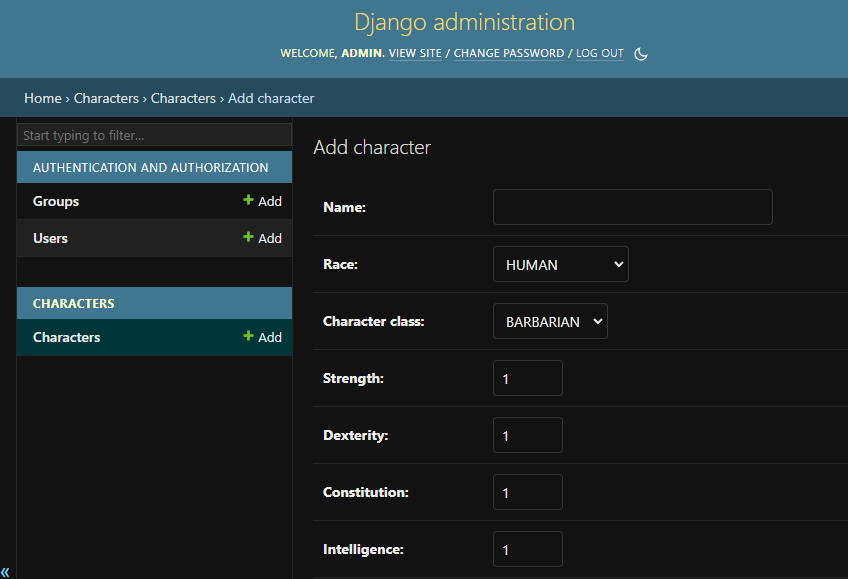 Django administration
WELCOME, ADMIN. VIEW SITE / CHANGE PASSWORD / LOG OUT
Home › Characters › Characters › Add character
Start typing to filter...
AUTHENTICATION AND AUTHORIZATION
Groups + Add
Users + Add
CHARACTERS
Characters + Add
«
Add character
Name:
Race: HUMAN
Character class: BARBARIAN
Strength: 1
Dexterity: 1
Constitution: 1
Intelligence: 1